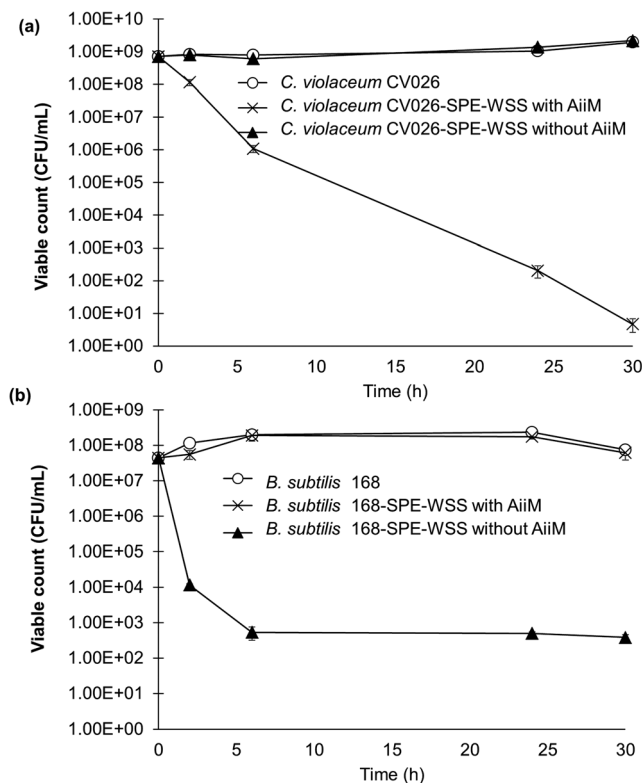 (a)
1.00E+10
1.00E+09
1.00E+08
1.00E+07
1.00E+06
1.00E+05
1.00E+04
1.00E+03
1.00E+02
1.00E+01
1.00E+00
Viable count (CFU/mL)
C. violaceum CV026
C. violaceum CV026-SPE-WSS with AiiM
C. violaceum CV026-SPE-WSS without AiiM
0 5 10 15 20 25 30
Time (h)
(b)
1.00E+09
1.00E+08
1.00E+07
1.00E+06
1.00E+05
1.00E+04
1.00E+03
1.00E+02
1.00E+01
1.00E+00
Viable count (CFU/mL)
B. subtilis 168
B. subtilis 168-SPE-WSS with AiiM
B. subtilis 168-SPE-WSS without AiiM
0 5 10 15 20 25 30
Time (h)